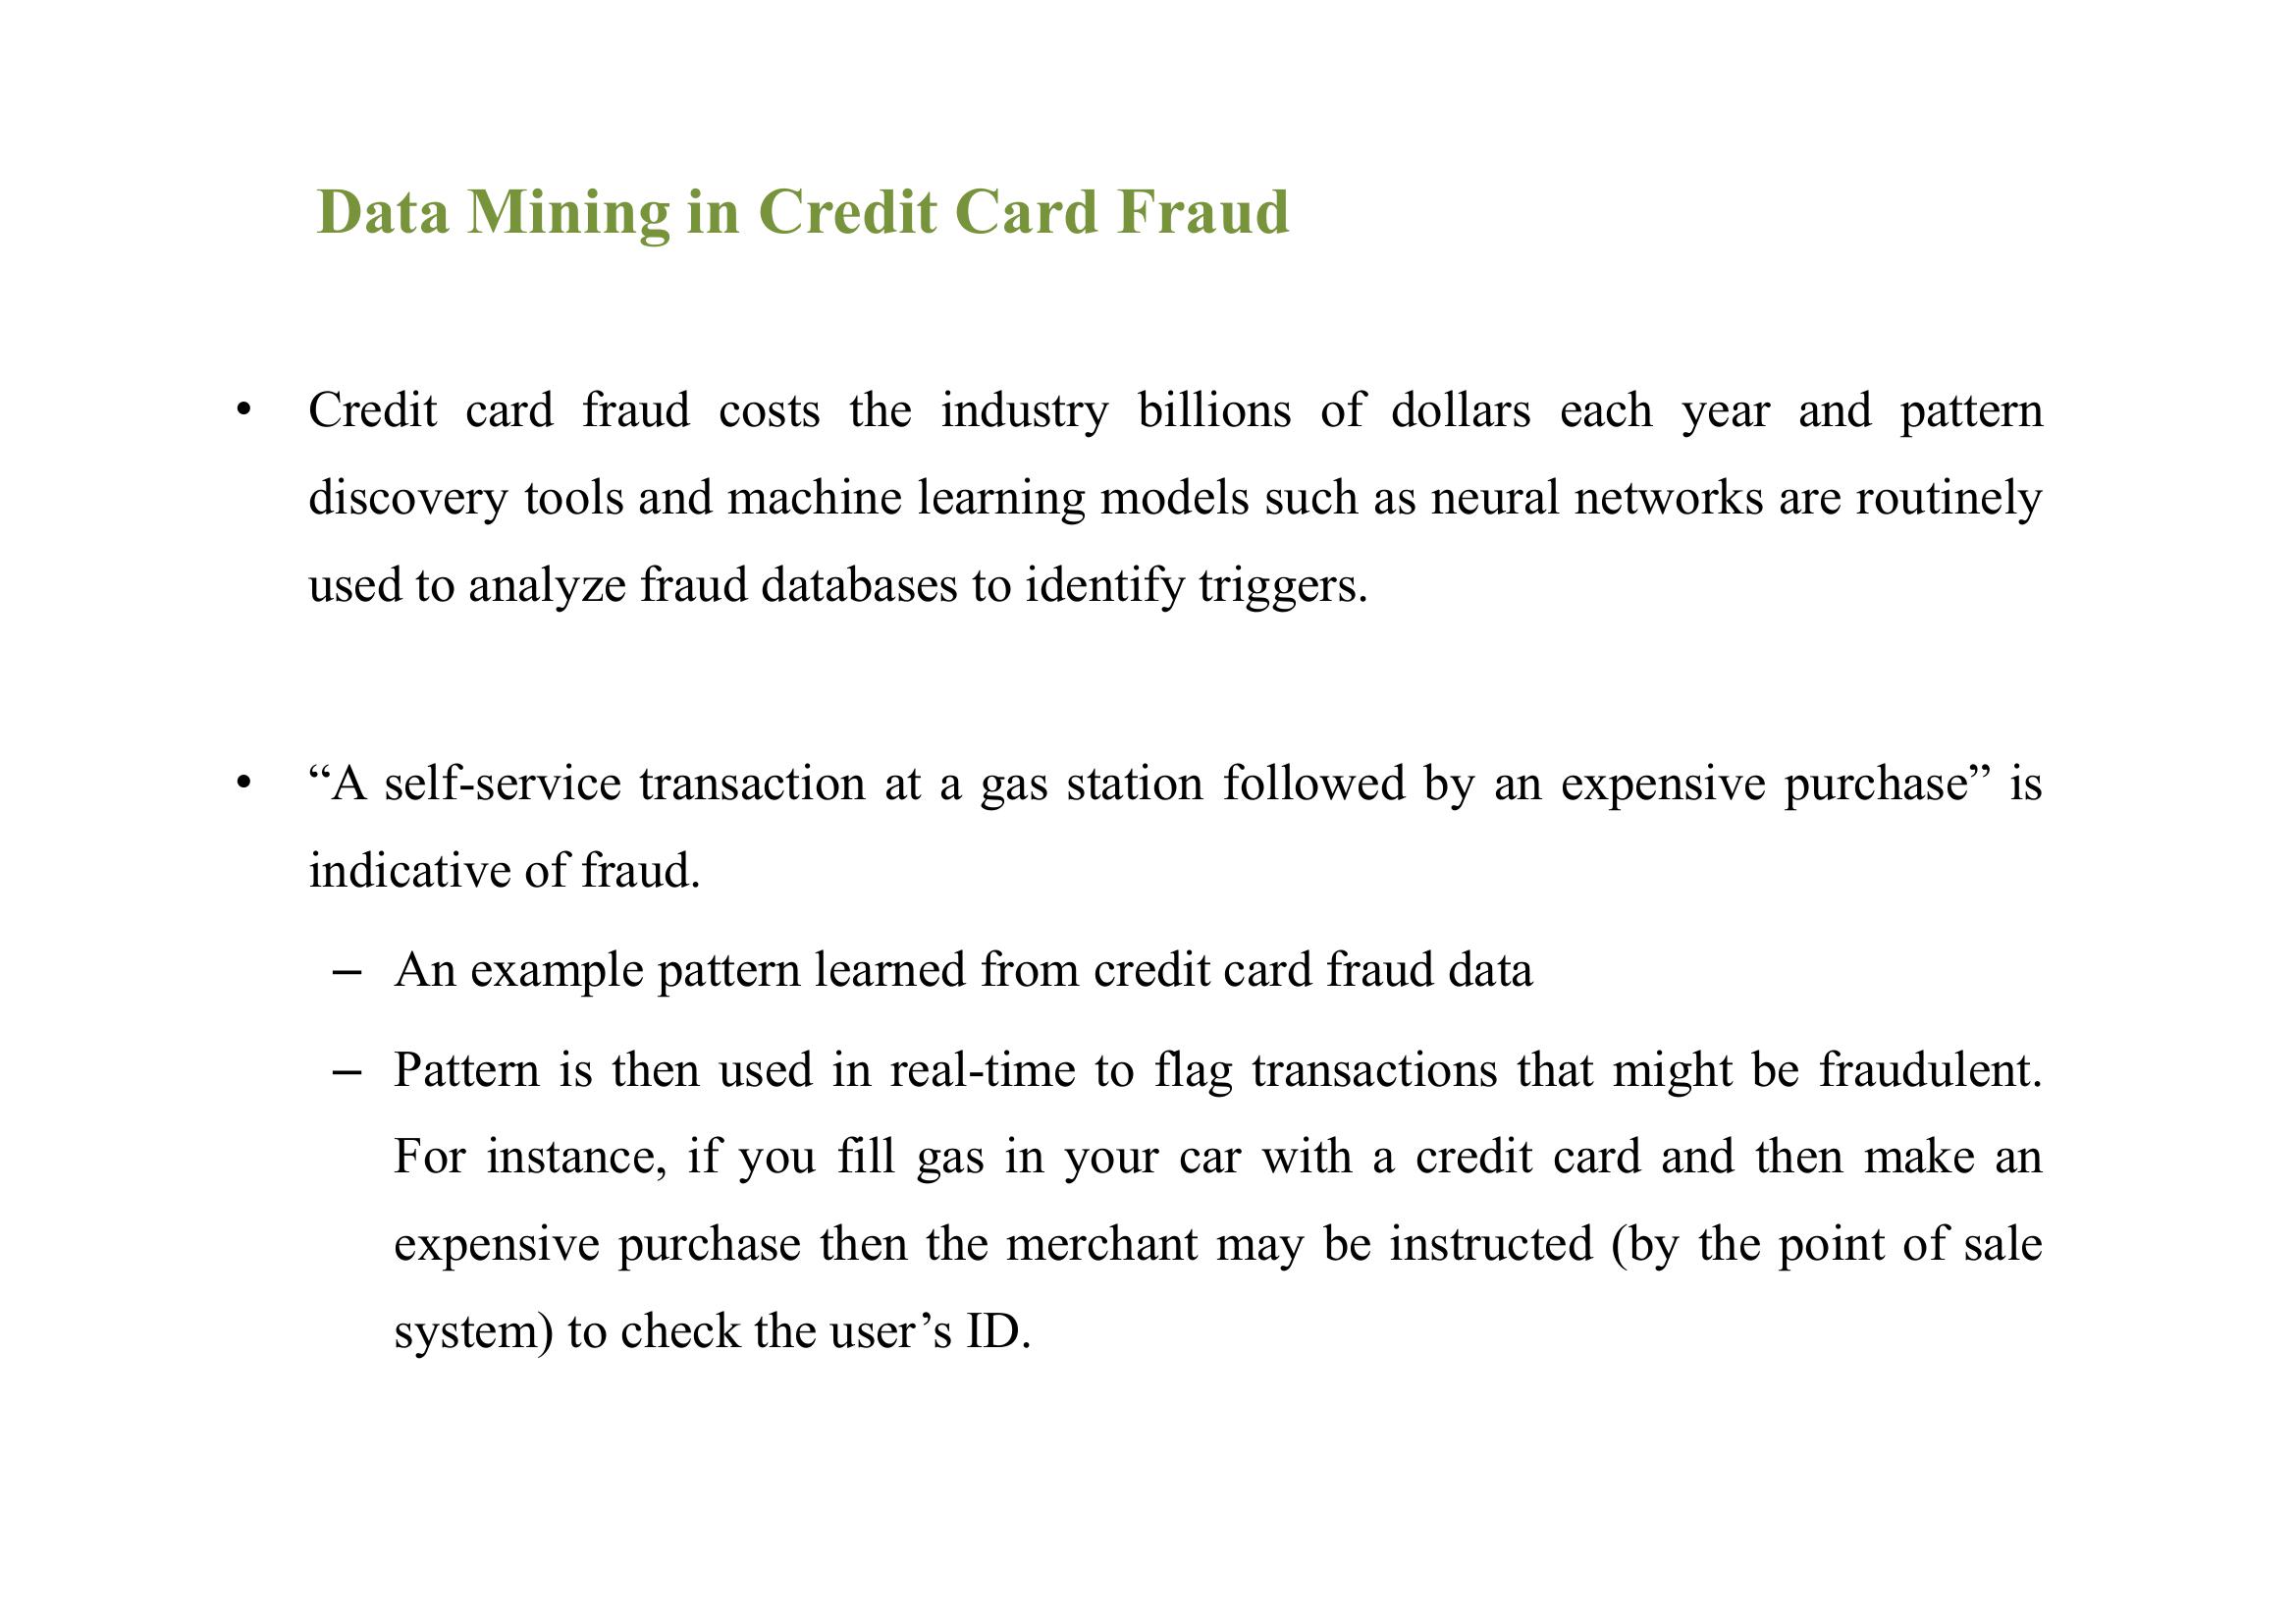 Data Mining in Credit Card Fraud
• Credit card fraud costs the industry billions of dollars each year and pattern
discovery tools and machine learning models such as neural networks are routinely
used to analyze fraud databases to identify triggers.
• “A self-service transaction at a gas station followed by an expensive purchase” is
indicative of fraud.
– An example pattern learned from credit card fraud data
– Pattern is then used in real-time to flag transactions that might be fraudulent.
For instance, if you fill gas in your car with a credit card and then make an
expensive purchase then the merchant may be instructed (by the point of sale
system) to check the user’s ID.